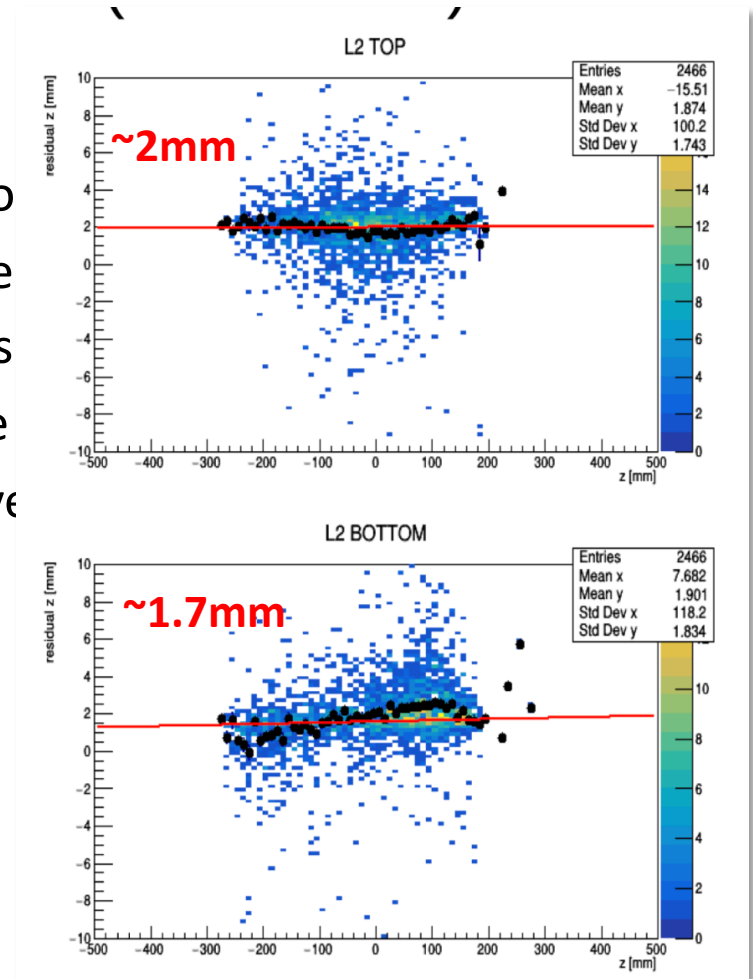 L2 TOP
Entries 2466
Mean x −15.51
Mean y 1.874
Std Dev x 100.2
Std Dev y 1.743
residual z [mm]
~2mm
10
8
6
4
2
0
−2
−4
−6
−8
−10
14
12
10
8
6
4
2
0
−500 −400 −300 −200 −100 0 100 200 300 400 500
z [mm]
L2 BOTTOM
Entries 2466
Mean x 7.682
Mean y 1.901
Std Dev x 118.2
Std Dev y 1.834
residual z [mm]
~1.7mm
10
8
6
4
2
0
−2
−4
−6
−8
−10
10
8
6
4
2
0
−500 −400 −300 −200 −100 0 100 200 300 400 500
z [mm]